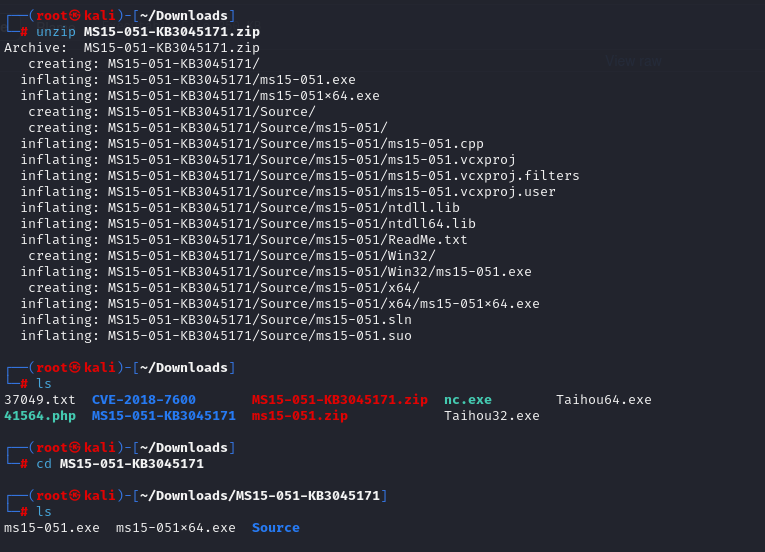 ┌──(root㉿kali)-[~/Downloads]
└─# unzip MS15-051-KB3045171.zip
Archive:  MS15-051-KB3045171.zip
   creating: MS15-051-KB3045171/
  inflating: MS15-051-KB3045171/ms15-051.exe
  inflating: MS15-051-KB3045171/ms15-051×64.exe
   creating: MS15-051-KB3045171/Source/
   creating: MS15-051-KB3045171/Source/ms15-051/
  inflating: MS15-051-KB3045171/Source/ms15-051/ms15-051.cpp
  inflating: MS15-051-KB3045171/Source/ms15-051/ms15-051.vcxproj
  inflating: MS15-051-KB3045171/Source/ms15-051/ms15-051.vcxproj.filters
  inflating: MS15-051-KB3045171/Source/ms15-051/ms15-051.vcxproj.user
  inflating: MS15-051-KB3045171/Source/ms15-051/ntdll.lib
  inflating: MS15-051-KB3045171/Source/ms15-051/ntdll64.lib
  inflating: MS15-051-KB3045171/Source/ms15-051/ReadMe.txt
   creating: MS15-051-KB3045171/Source/ms15-051/Win32/
  inflating: MS15-051-KB3045171/Source/ms15-051/Win32/ms15-051.exe
   creating: MS15-051-KB3045171/Source/ms15-051/x64/
  inflating: MS15-051-KB3045171/Source/ms15-051/x64/ms15-051×64.exe
  inflating: MS15-051-KB3045171/Source/ms15-051.sln
  inflating: MS15-051-KB3045171/Source/ms15-051.suo
┌──(root㉿kali)-[~/Downloads]
└─# ls
37049.txt  CVE-2018-7600       MS15-051-KB3045171.zip  nc.exe        Taihou64.exe
41564.php  MS15-051-KB3045171  ms15-051.zip            Taihou32.exe
┌──(root㉿kali)-[~/Downloads]
└─# cd MS15-051-KB3045171
┌──(root㉿kali)-[~/Downloads/MS15-051-KB3045171]
└─# ls
ms15-051.exe  ms15-051×64.exe  Source